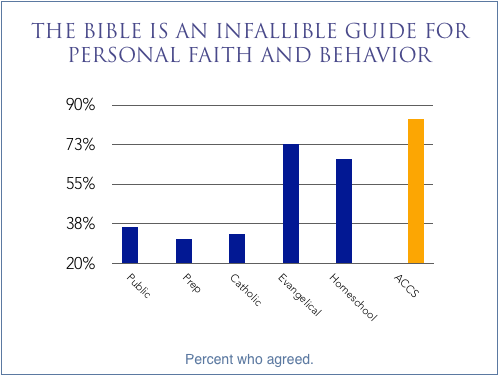 THE BIBLE IS AN INFALLIBLE GUIDE FOR
PERSONAL FAITH AND BEHAVIOR
90%
73%
55%
38%
20%
Public
Prep
Catholic
Evangelical
Homeschool
ACCS
Percent who agreed.